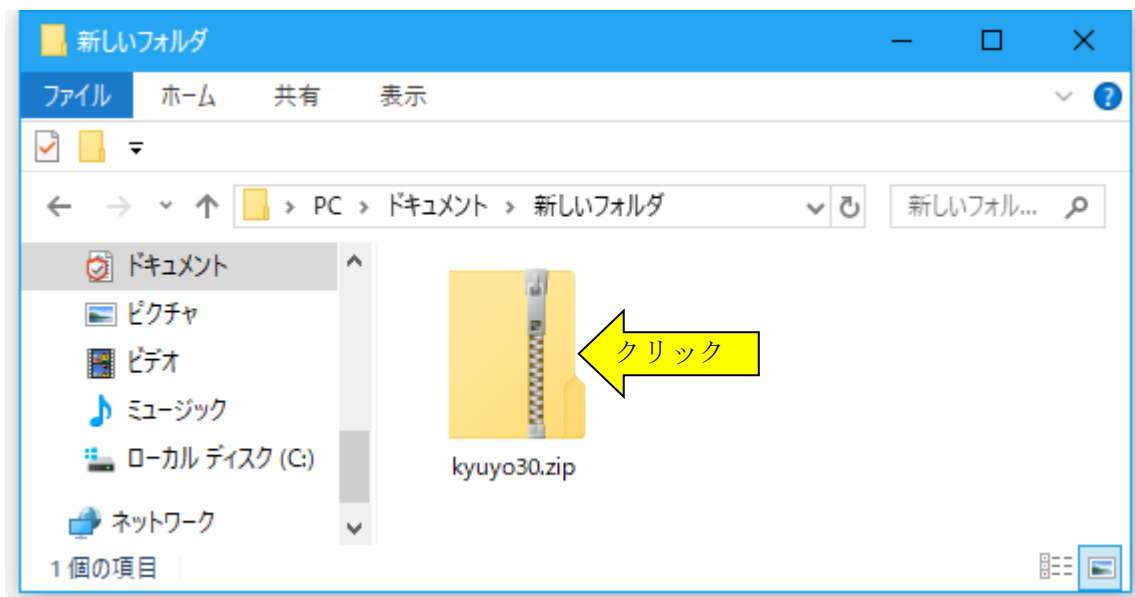 新しいフォルダ
ファイル ホーム 共有 表示
PC ドキュメント 新しいフォルダ 新しいフォル...
ドキュメント
ピクチャ
ビデオ
ミュージック
ローカル ディスク (C:)
ネットワーク
クリック
kyuyo30.zip
1 個の項目